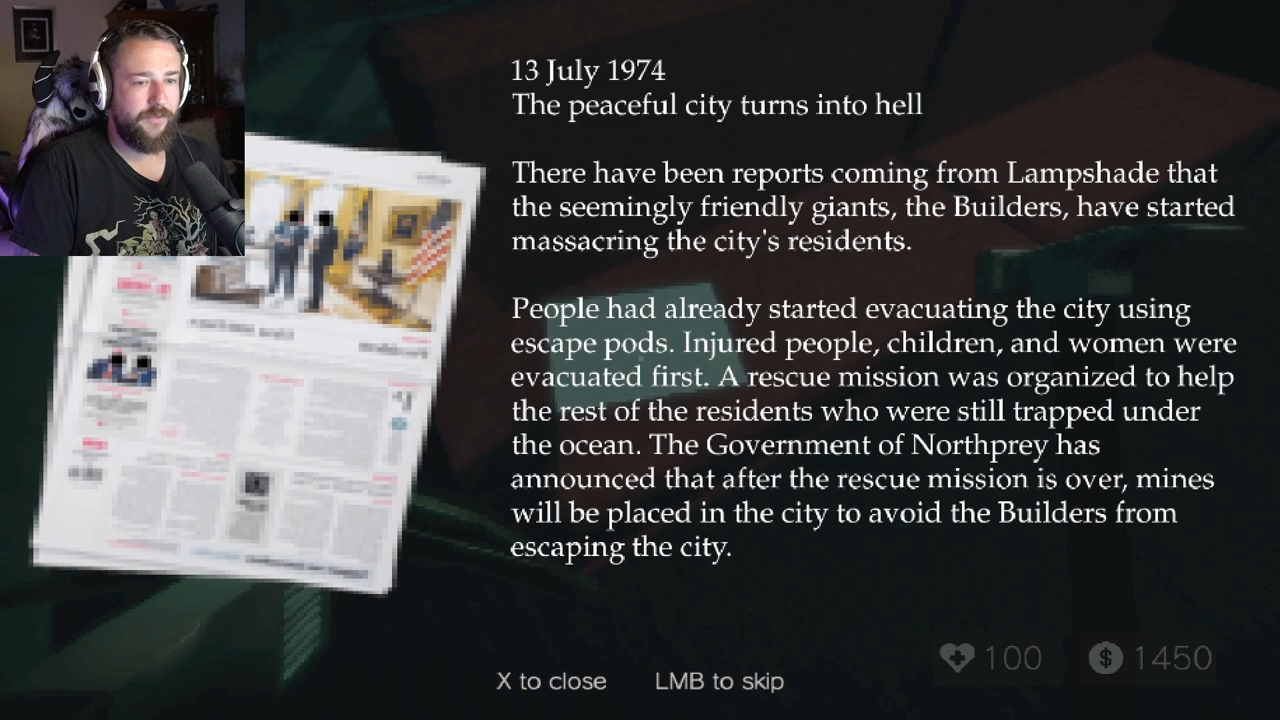 13 July 1974
The peaceful city turns into hell
There have been reports coming from Lampshade that
the seemingly friendly giants, the Builders, have started
massacring the city's residents.
People had already started evacuating the city using
escape pods. Injured people, children, and women were
evacuated first. A rescue mission was organized to help
the rest of the residents who were still trapped under
the ocean. The Government of Northprey has
announced that after the rescue mission is over, mines
will be placed in the city to avoid the Builders from
escaping the city.
100 1450
X to close LMB to skip